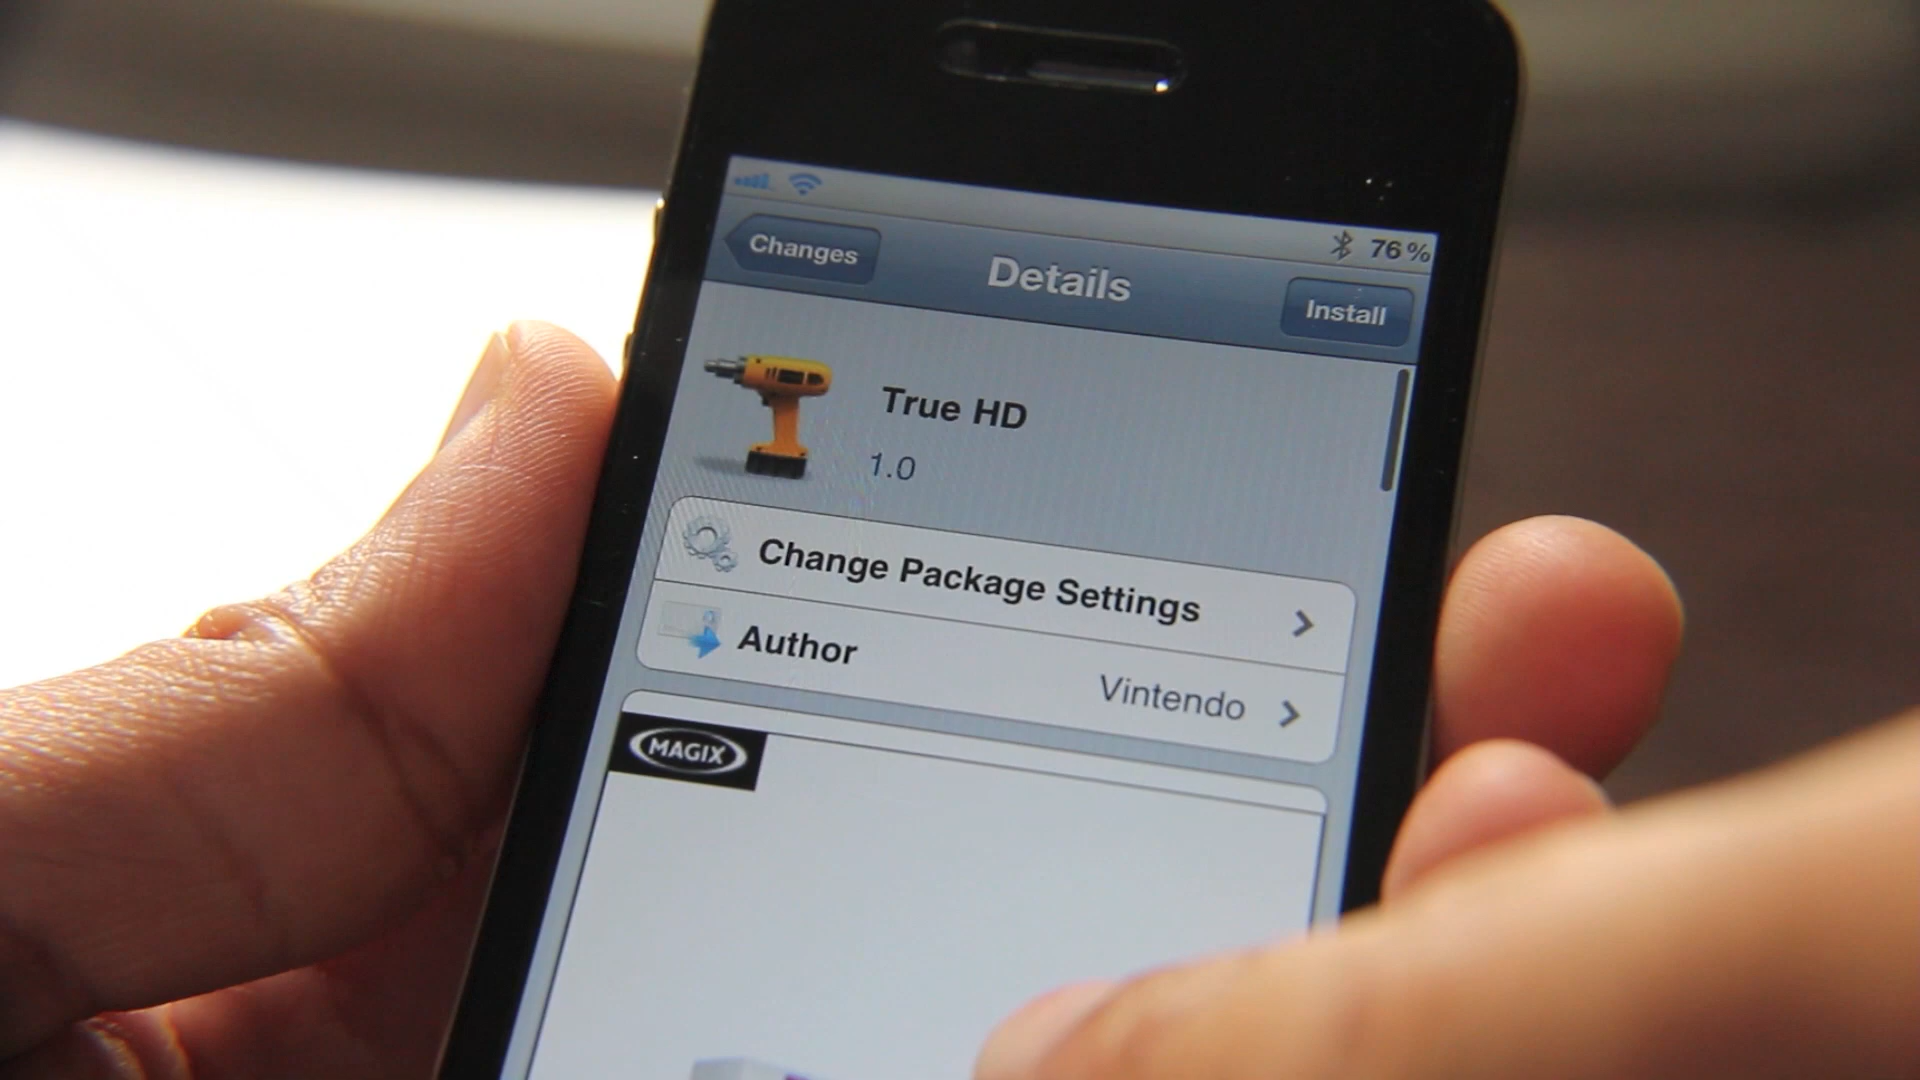 76%
Changes
Details
Install
True HD
1.0
Change Package Settings
Author
Vintendo
MAGIX